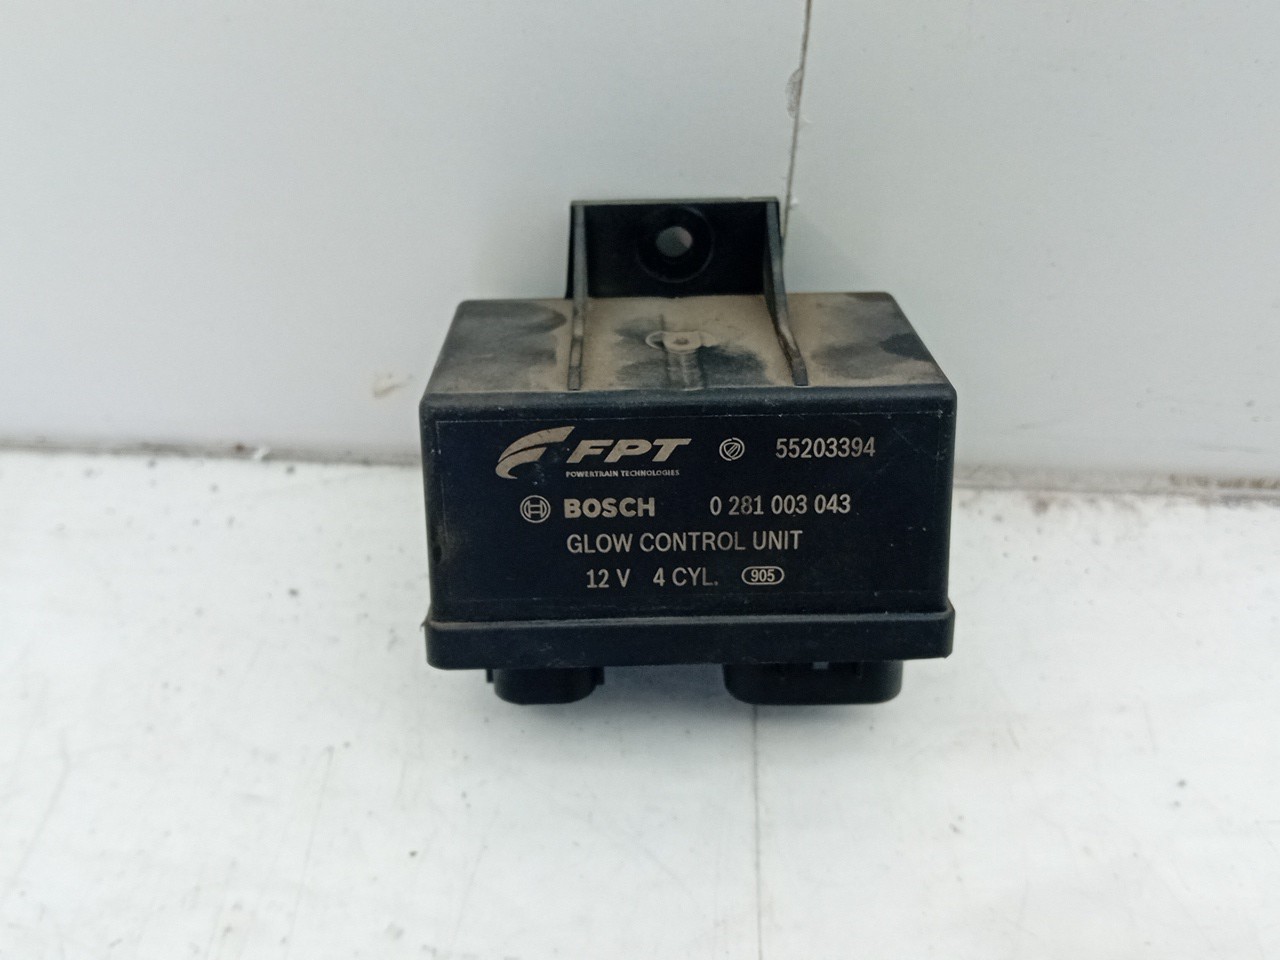 FPT 55203394
POWERTRAIN TECHNOLOGIES
BOSCH 0 281 003 043
GLOW CONTROL UNIT
12 V 4 CYL. 905